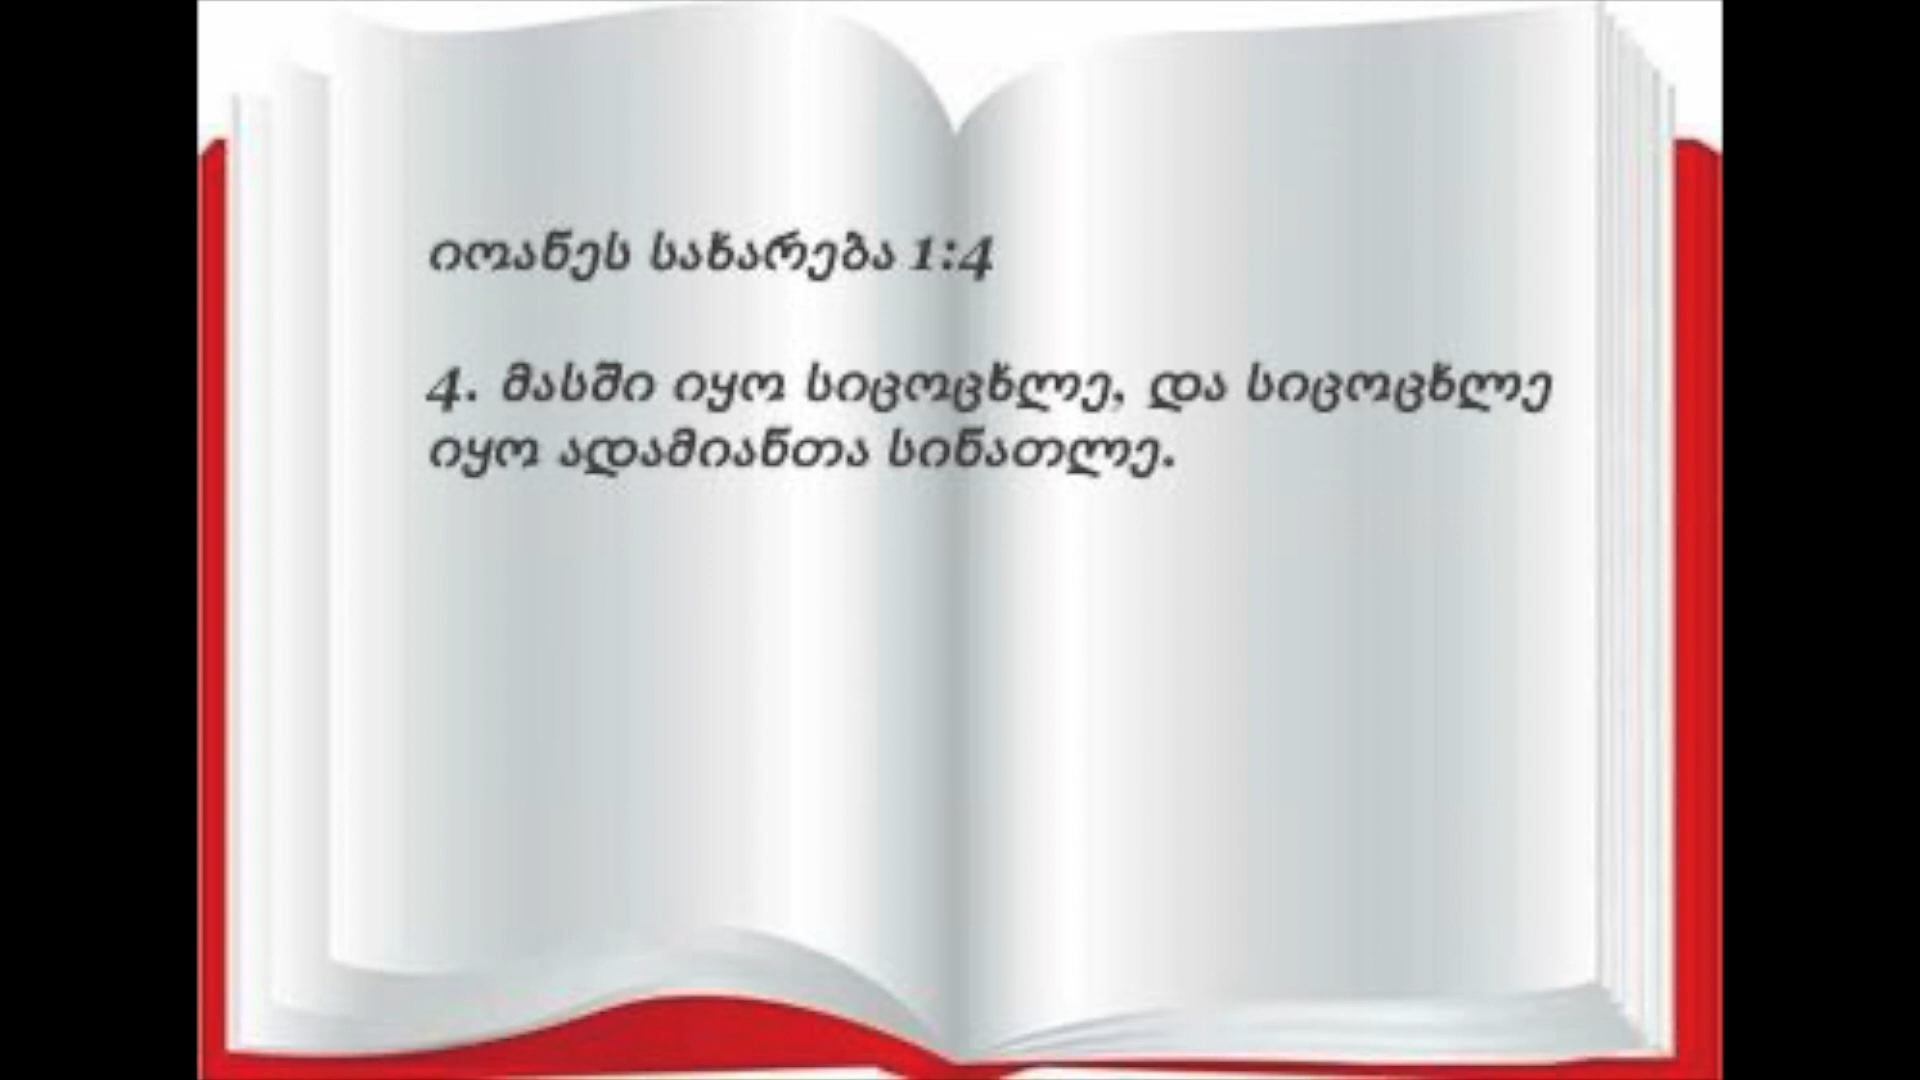 იოანეს სახარება 1:4
4. მასში იყო სიცოცხლე, და სიცოცხლე
იყო ადამიანთა სინათლე.